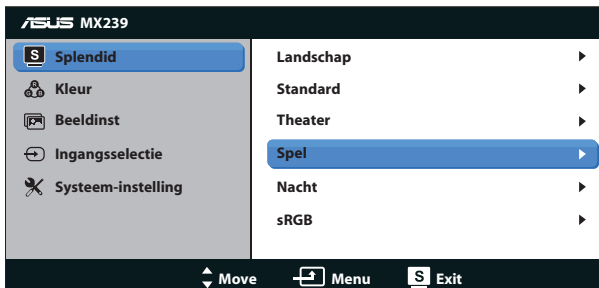 ASUS MX239
S Splendid
Kleur
Beeldinst
Ingangsselectie
Systeem-instelling
Landschap
Standard
Theater
Spel
Nacht
sRGB
Move Menu S Exit